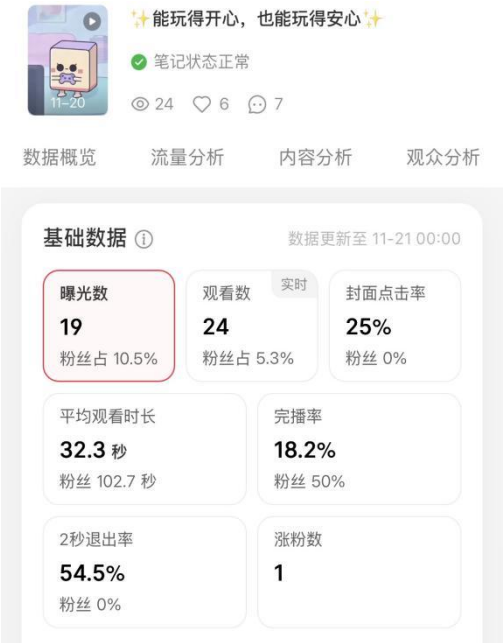 ✨能玩得开心，也能玩得安心✨
笔记状态正常
11-20
24 6 7
数据概览 流量分析 内容分析 观众分析
基础数据 数据更新至 11-21 00:00
曝光数 观看数 实时 封面点击率
19 24 25%
粉丝占 10.5% 粉丝占 5.3% 粉丝 0%
平均观看时长 完播率
32.3 秒 18.2%
粉丝 102.7 秒 粉丝 50%
2秒退出率 涨粉数
54.5% 1
粉丝 0%